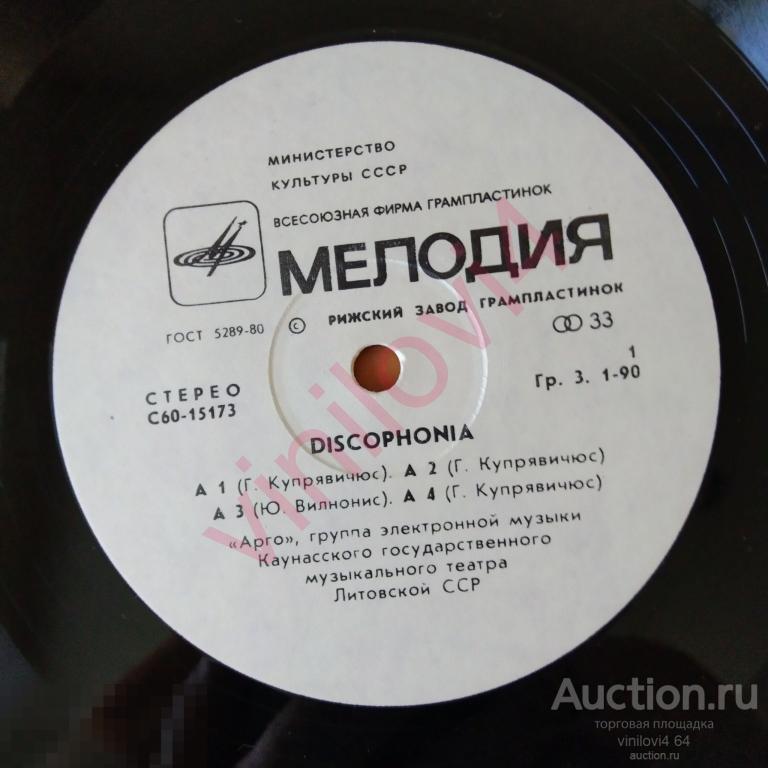 МИНИСТЕРСТВО
КУЛЬТУРЫ СССР
ВСЕСОЮЗНАЯ ФИРМА ГРАМПЛАСТИНОК
МЕЛОДИЯ
ГОСТ 5289-80 © РИЖСКИЙ ЗАВОД ГРАМПЛАСТИНОК
33
СТЕРЕО
С60-15173
1
Гр. 3. 1-90
DISCOPHONIA
А 1 (Г. Купрявичюс). А 2 (Г. Купрявичюс)
А 3 (Ю. Вилнонис). А 4 (Г. Купрявичюс)
«Арго», группа электронной музыки
Каунасского государственного
музыкального театра
Литовской ССР
vinilovi4
Auction.ru
торговая площадка
vinilovi4 64
auction.ru